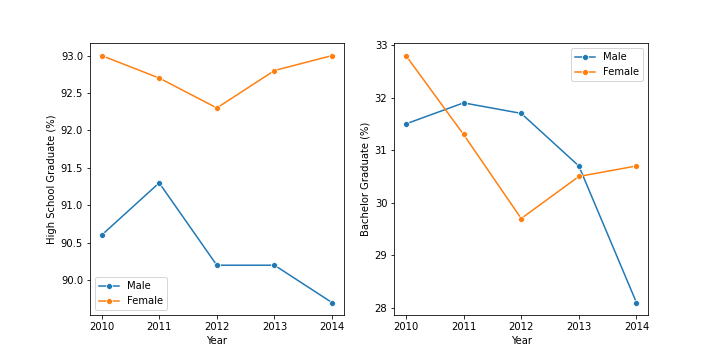 High School Graduate (%)
93.0
92.5
92.0
91.5
91.0
90.5
90.0
2010 2011 2012 2013 2014
Year
Male
Female
Bachelor Graduate (%)
33
32
31
30
29
28
2010 2011 2012 2013 2014
Year
Male
Female